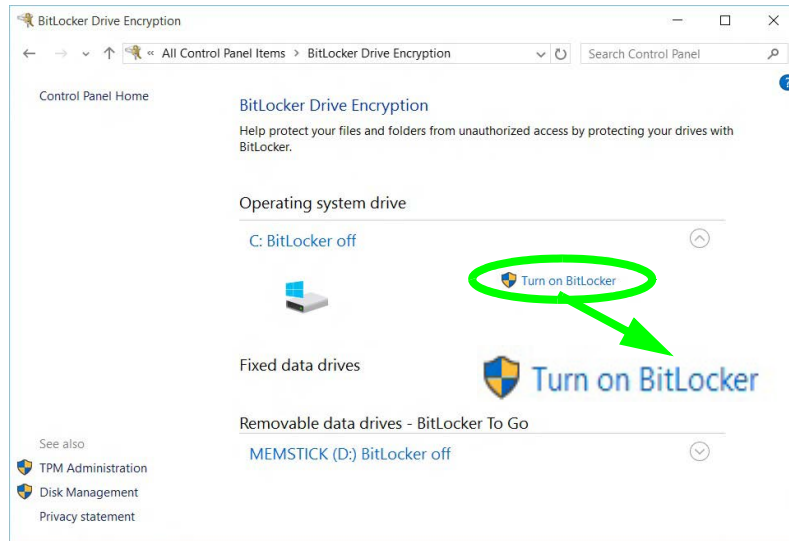 BitLocker Drive Encryption
« All Control Panel Items > BitLocker Drive Encryption
Search Control Panel
Control Panel Home
?
BitLocker Drive Encryption
Help protect your files and folders from unauthorized access by protecting your drives with
BitLocker.
Operating system drive
C: BitLocker off
Turn on BitLocker
Fixed data drives
Turn on BitLocker
Removable data drives - BitLocker To Go
MEMSTICK (D:) BitLocker off
See also
TPM Administration
Disk Management
Privacy statement